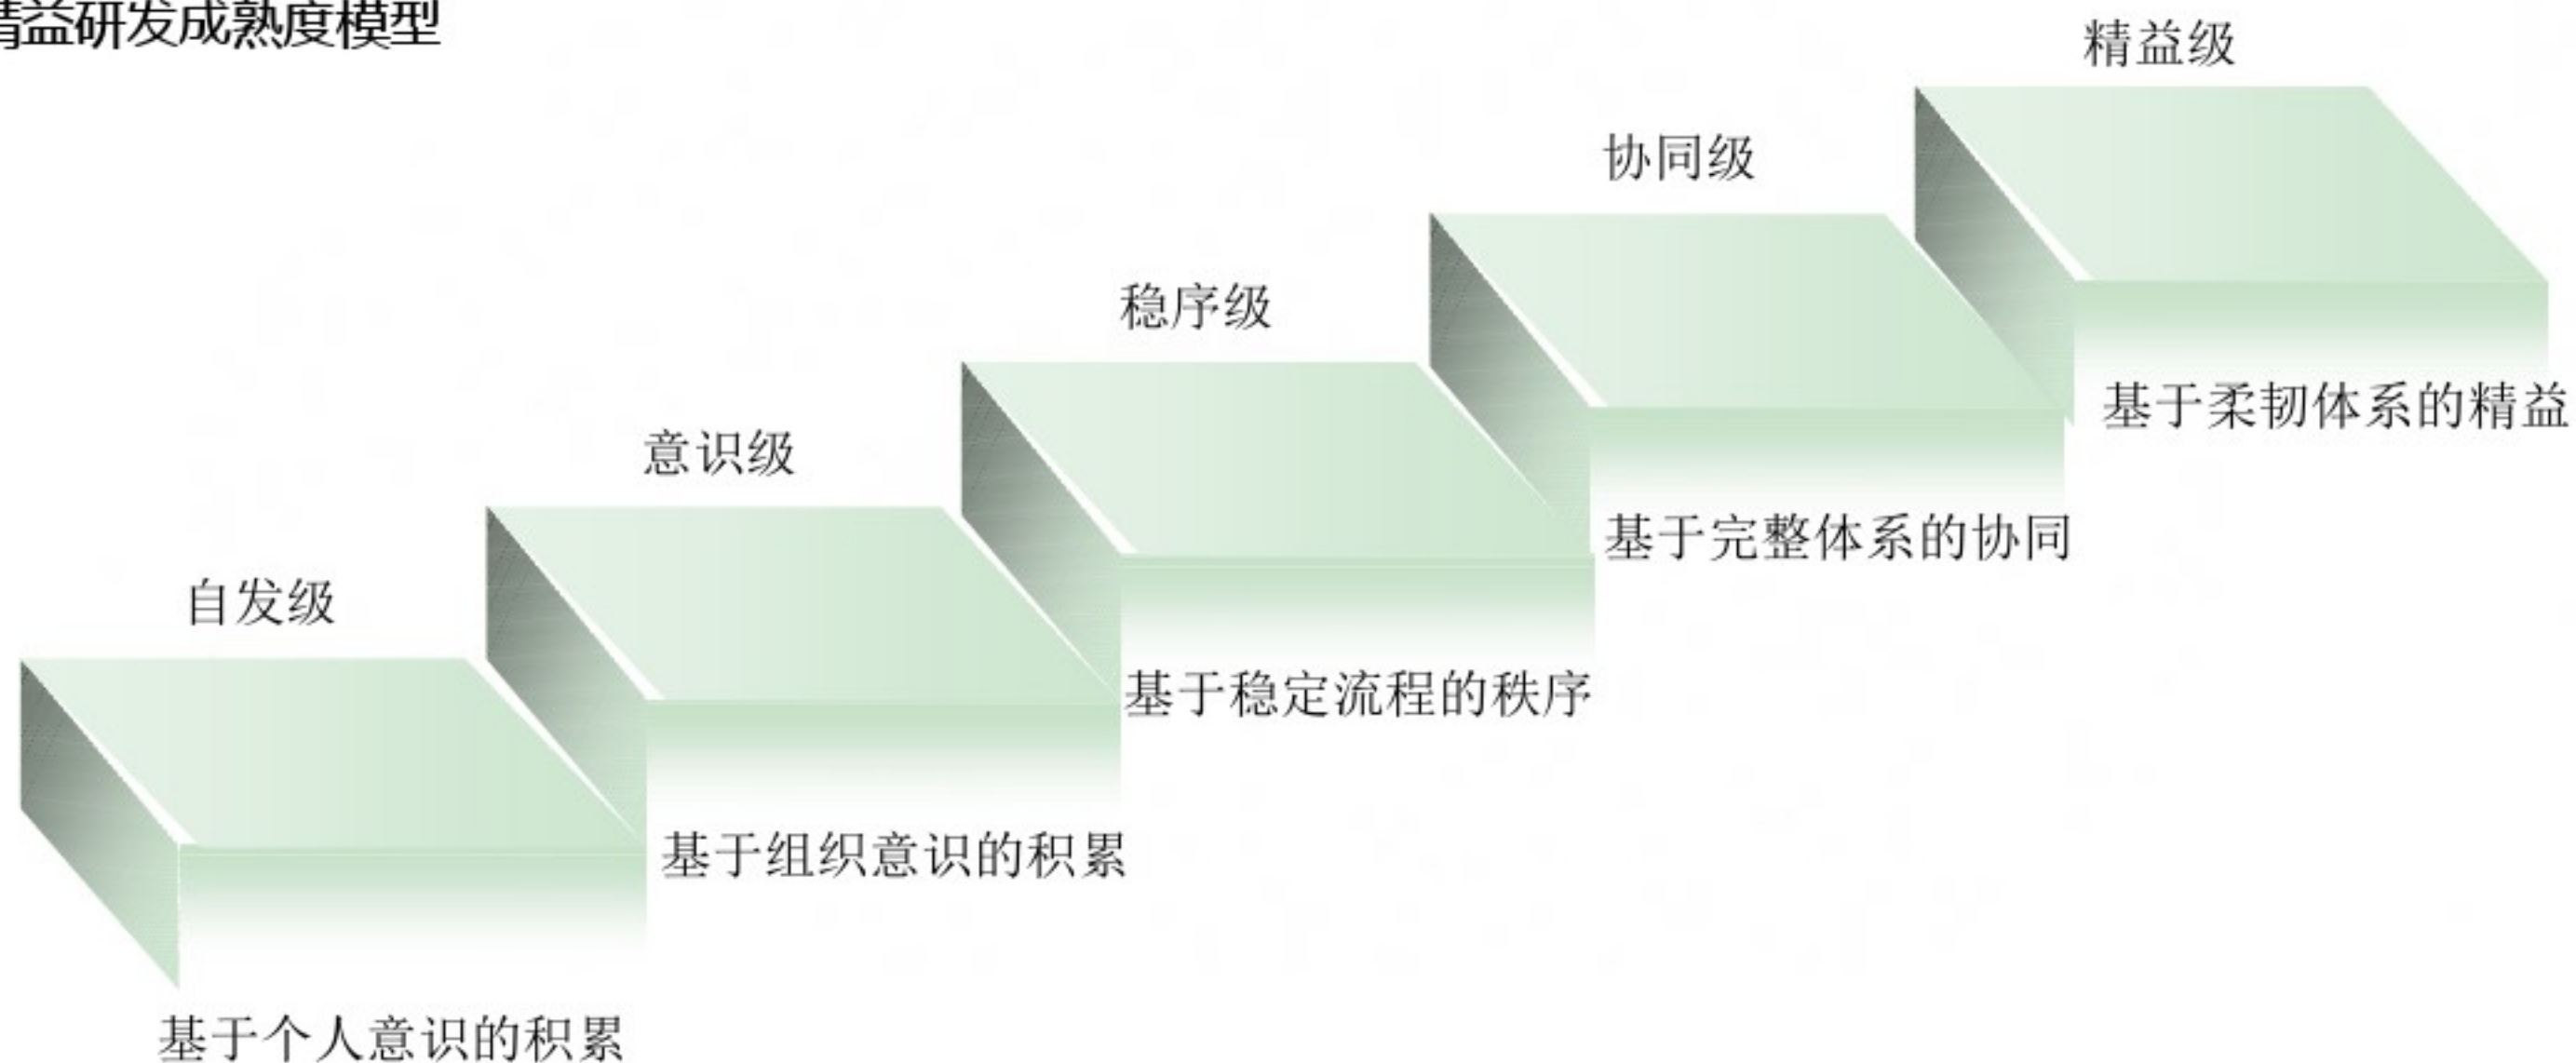 精益研发成熟度模型
精益级
协同级
稳序级
意识级
自发级
基于柔韧体系的精益
基于完整体系的协同
基于稳定流程的秩序
基于组织意识的积累
基于个人意识的积累